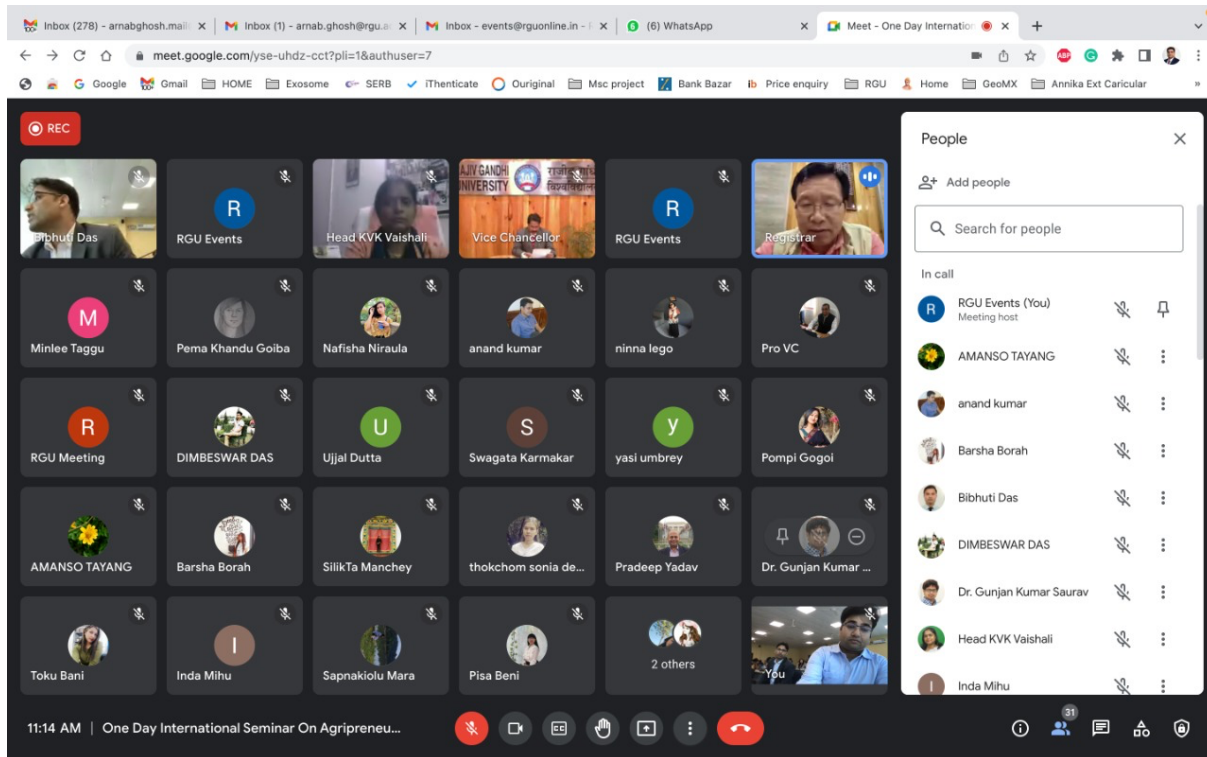 Inbox (278) - arnabghosh.mail Inbox (1) - arnab.ghosh@rgu.a Inbox - events@rguonline.in - R (6) WhatsApp Meet - One Day Internation
meet.google.com/yse-uhdz-cct?pli=1&authuser=7
Google Gmail HOME Exosome SERB iThenticate Ouriginal Msc project Bank Bazar Price enquiry RGU Home GeoMX Annika Ext Caricular
REC
Bibhuti Das RGU Events Head KVK Vaishali Vice Chancellor RGU Events Registrar
Minlee Taggu Pema Khandu Goiba Nafisha Niraula anand kumar ninna lego Pro VC
RGU Meeting DIMBESWAR DAS Ujjal Dutta Swagata Karmakar yasi umbrey Pompi Gogoi
AMANSO TAYANG Barsha Borah SilikTa Manchey thokchom sonia de... Pradeep Yadav Dr. Gunjan Kumar ...
Toku Bani Inda Mihu Sapnakiolu Mara Pisa Beni 2 others You
People
Add people
Search for people
In call
RGU Events (You)
Meeting host
AMANSO TAYANG
anand kumar
Barsha Borah
Bibhuti Das
DIMBESWAR DAS
Dr. Gunjan Kumar Saurav
Head KVK Vaishali
Inda Mihu
11:14 AM | One Day International Seminar On Agripreneu... 31